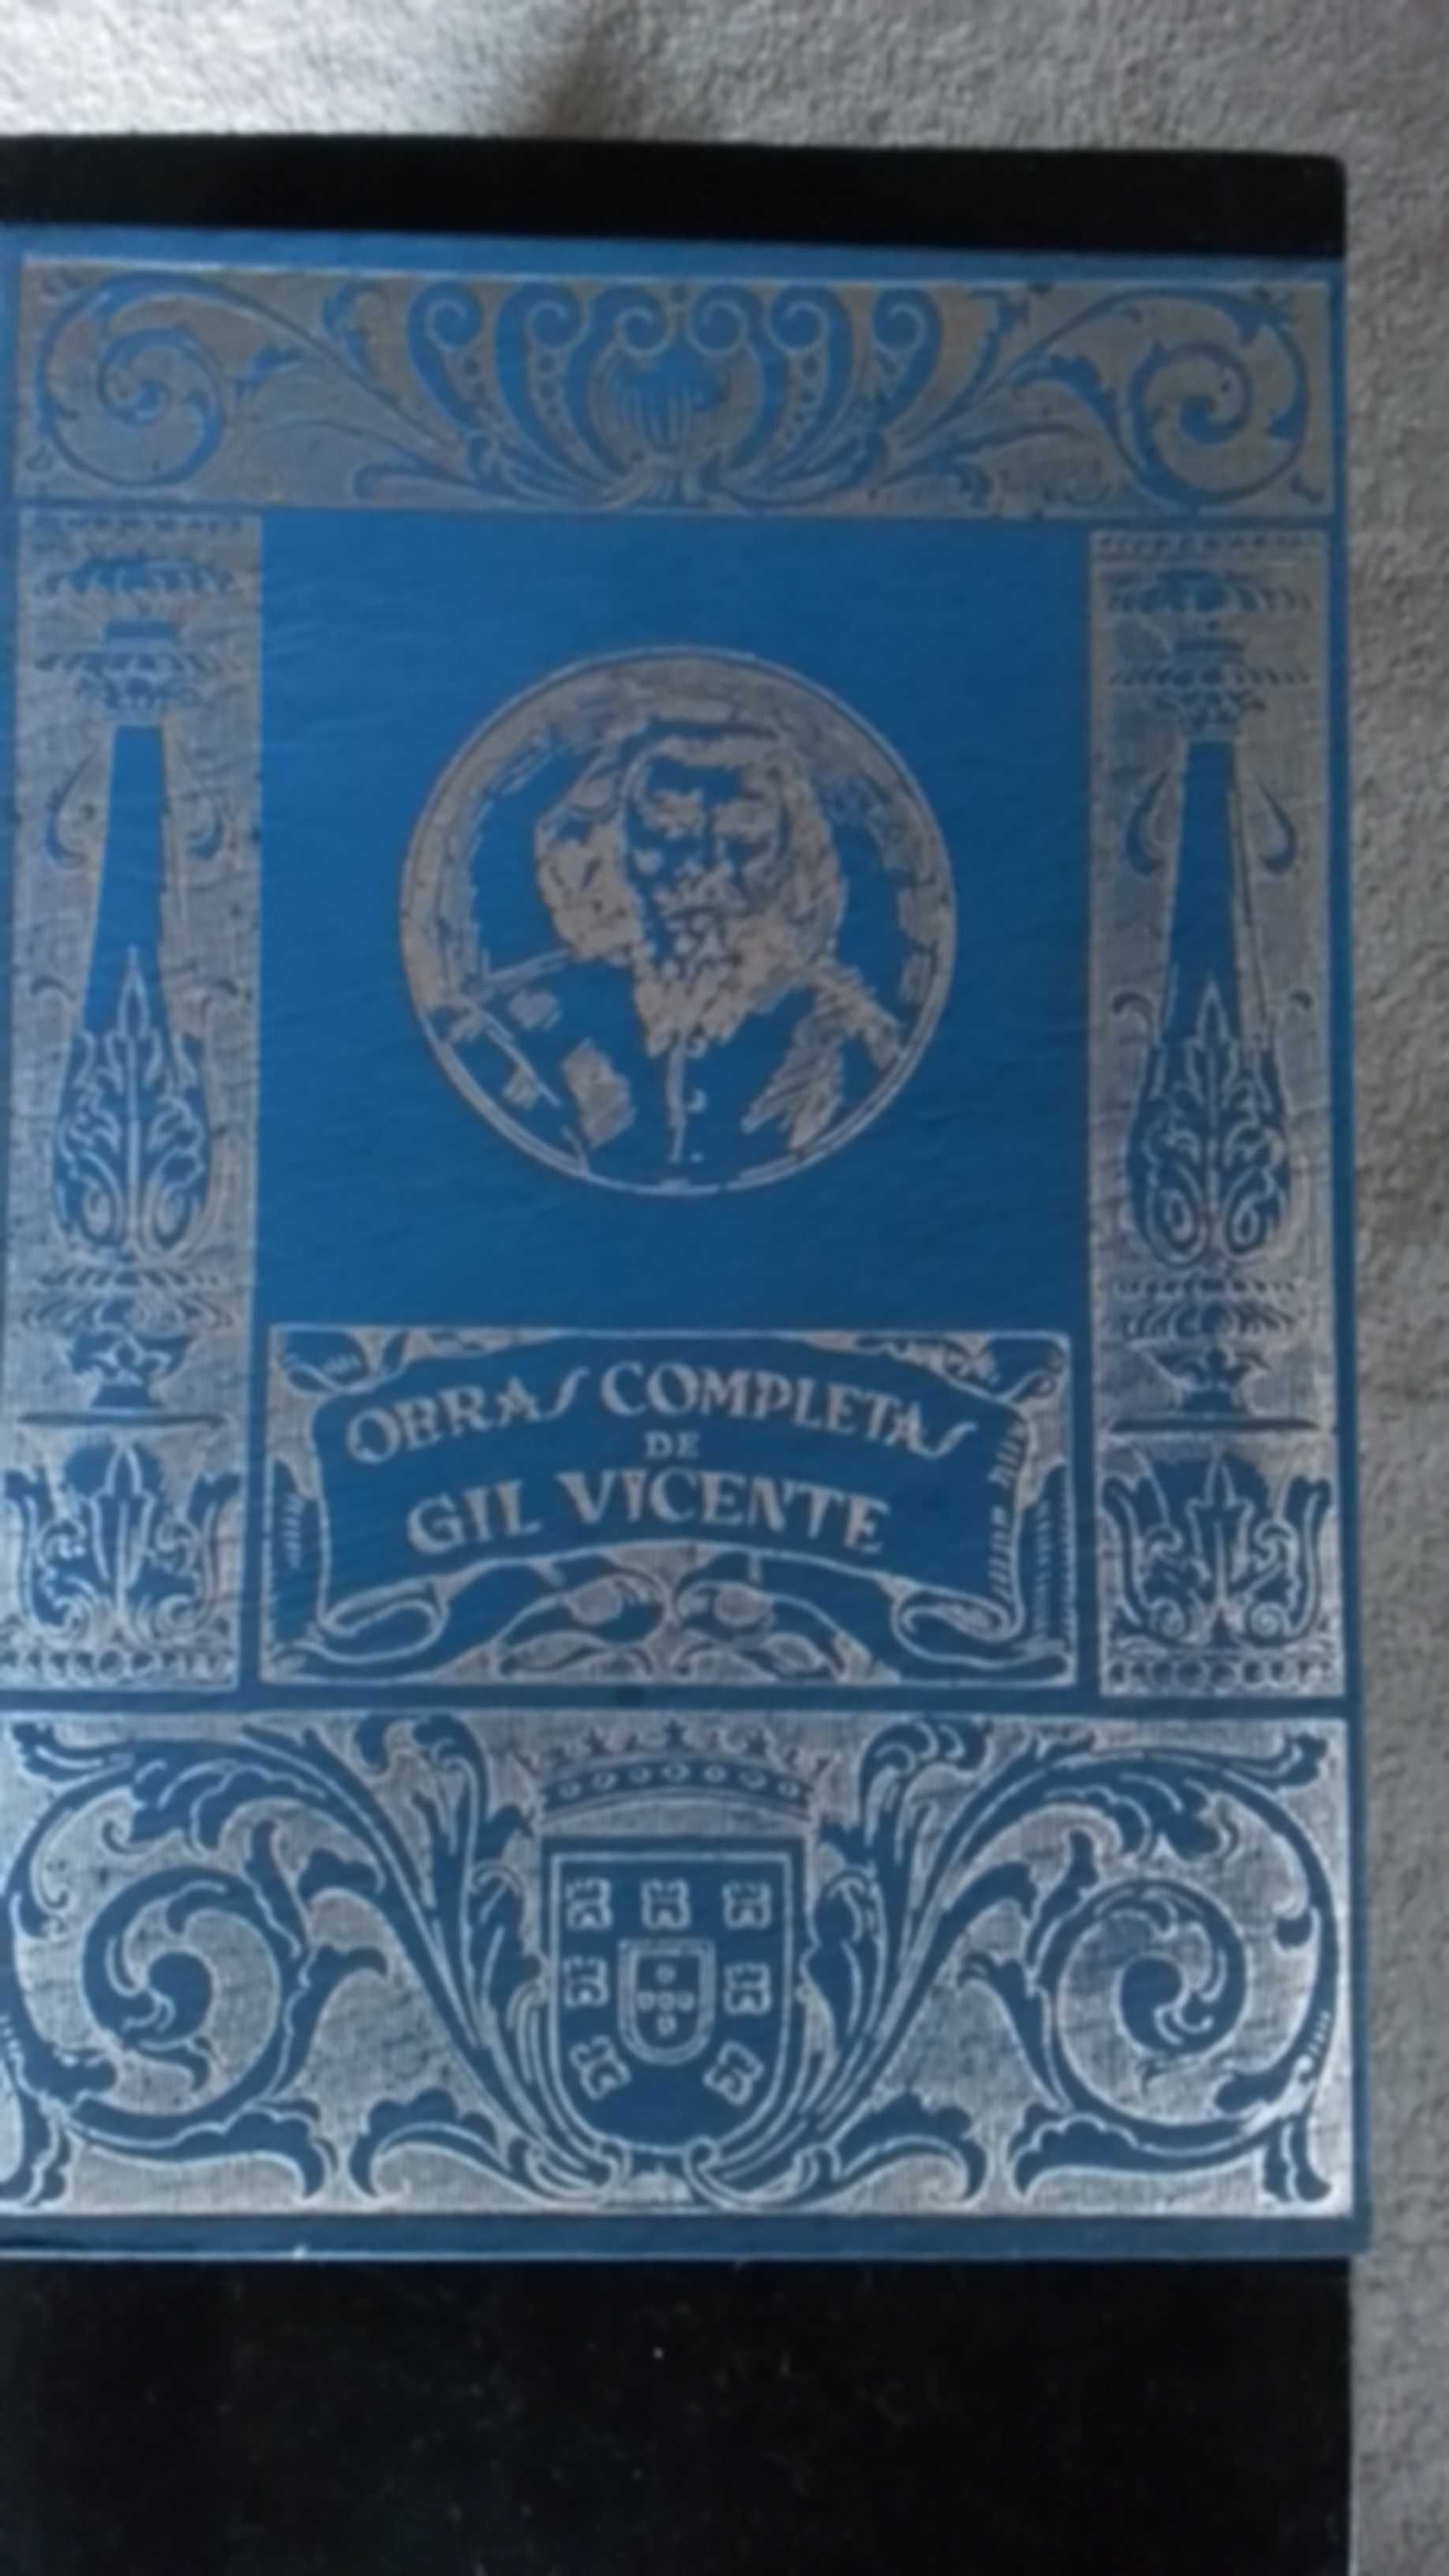 OBRAS COMPLETAS
DE
GIL VICENTE